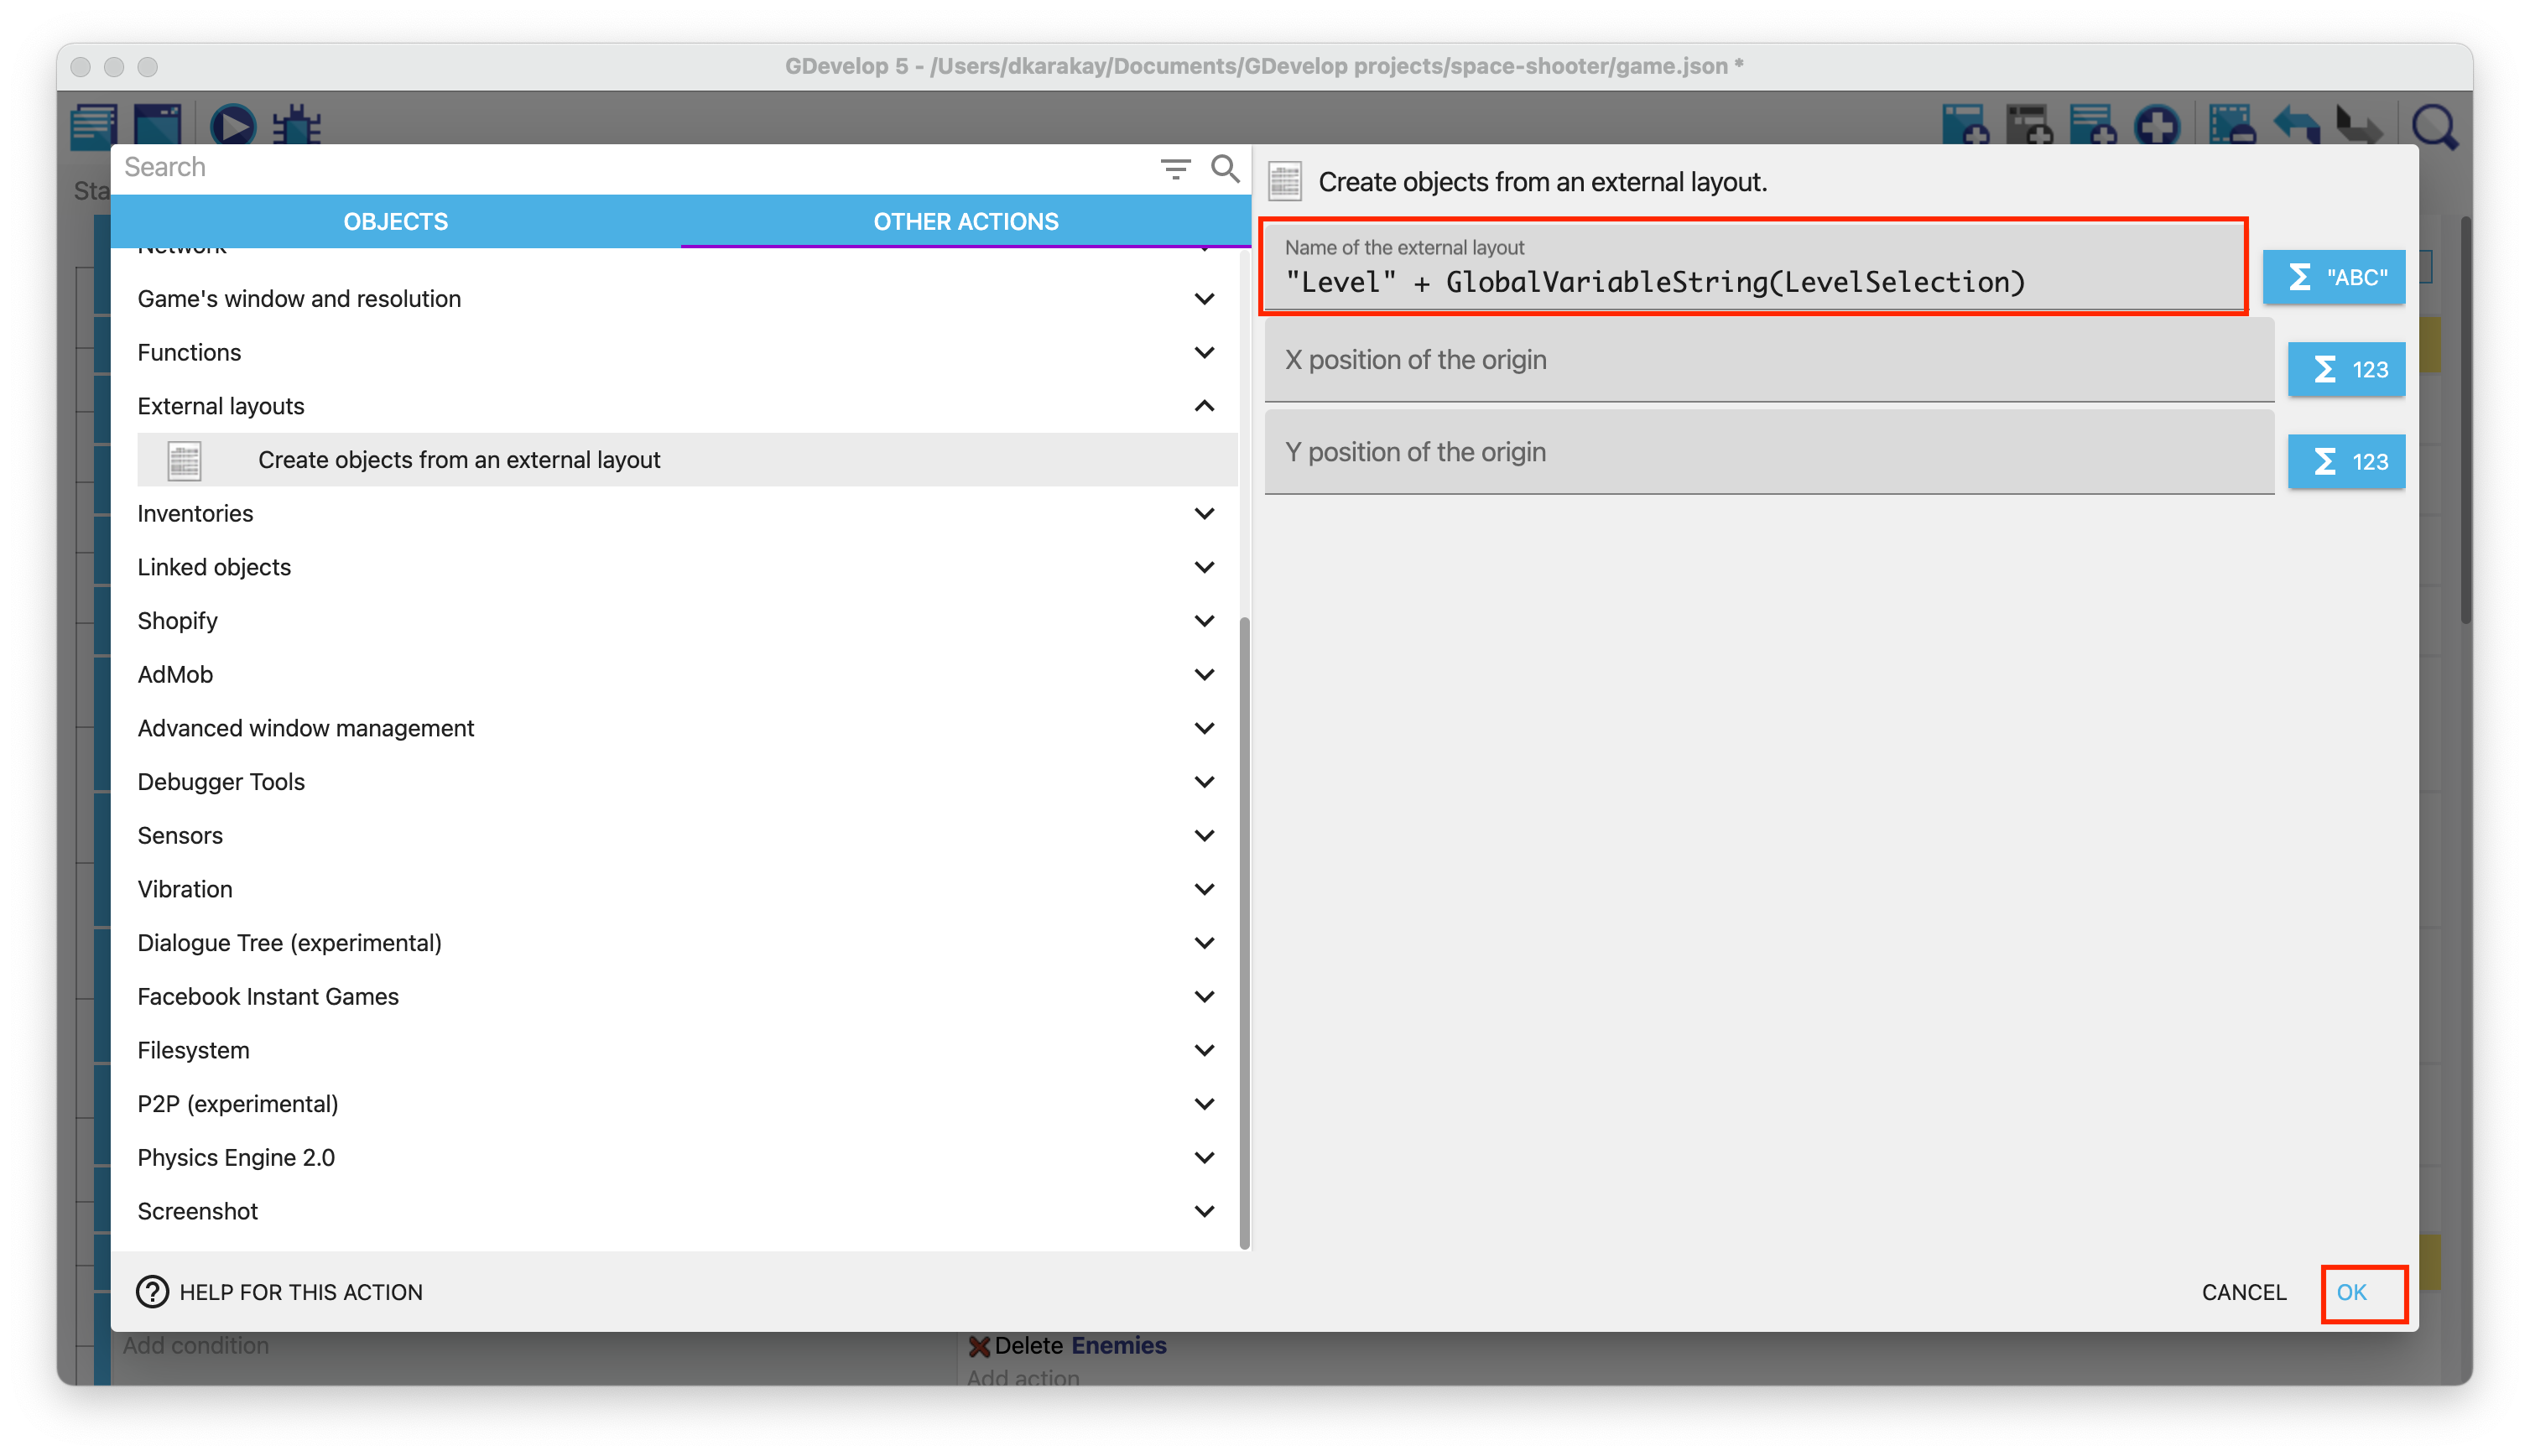 GDevelop 5 - /Users/dkarakay/Documents/GDevelop projects/space-shooter/game.json *
Sta
Search
OBJECTS
OTHER ACTIONS
Network
Game's window and resolution
Functions
External layouts
Create objects from an external layout
Inventories
Linked objects
Shopify
AdMob
Advanced window management
Debugger Tools
Sensors
Vibration
Dialogue Tree (experimental)
Facebook Instant Games
Filesystem
P2P (experimental)
Physics Engine 2.0
Screenshot
Create objects from an external layout.
Name of the external layout
"Level" + GlobalVariableString(LevelSelection)
Σ "ABC"
X position of the origin
Σ 123
Y position of the origin
Σ 123
? HELP FOR THIS ACTION
CANCEL
OK
Add condition
Delete Enemies
Add action